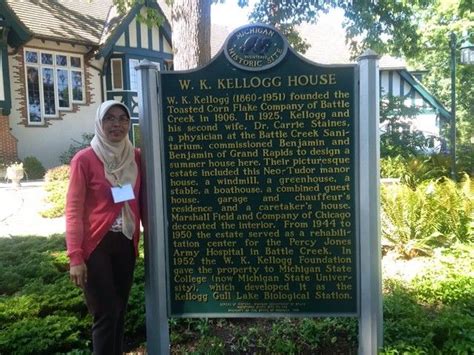 MICHIGAN
HISTORIC SITE
W. K. KELLOGG HOUSE
W. K. Kellogg (1860-1951) founded the
Toasted Corn Flake Company of Battle
Creek in 1906. In 1925, Kellogg and
his second wife, Dr. Carrie Staines,
a physician at the Battle Creek Sani-
tarium, commissioned Benjamin and
Benjamin of Grand Rapids to design a
summer house here. Their picturesque
estate included this Neo-Tudor manor
house, a windmill, a greenhouse, a
stable, a boathouse, a combined guest
house, garage and chauffeur's
residence and a caretaker's house.
Marshall Field and Company of Chicago
decorated the interior. From 1944 to
1950 the estate served as a rehabili-
tation center for the Percy Jones
Army Hospital in Battle Creek. In
1952 the W. K. Kellogg Foundation
gave the property to Michigan State
College (now Michigan State Univer-
sity), which developed it as the
Kellogg Gull Lake Biological Station.